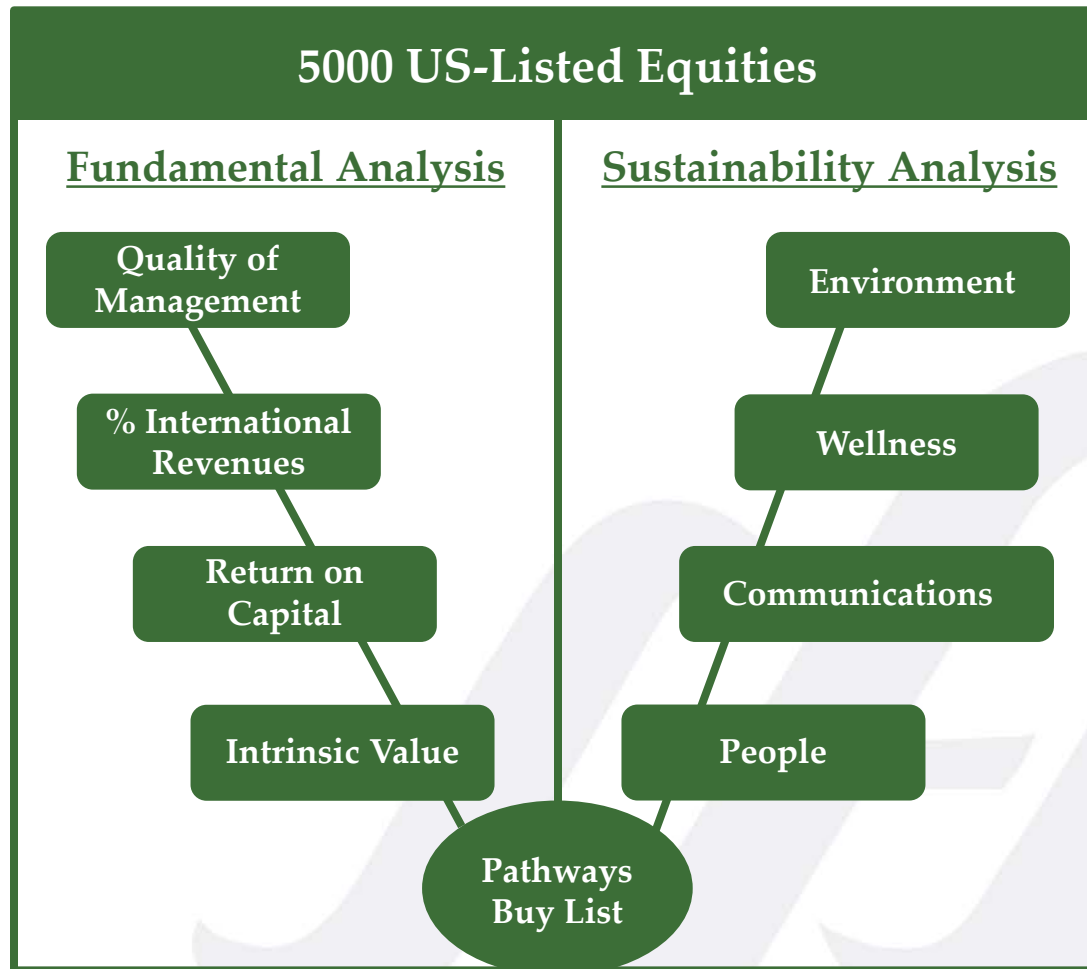 5000 US-Listed Equities
Fundamental Analysis
Quality of
Management
% International
Revenues
Return on
Capital
Intrinsic Value
Sustainability Analysis
Environment
Wellness
Communications
People
Pathways
Buy List